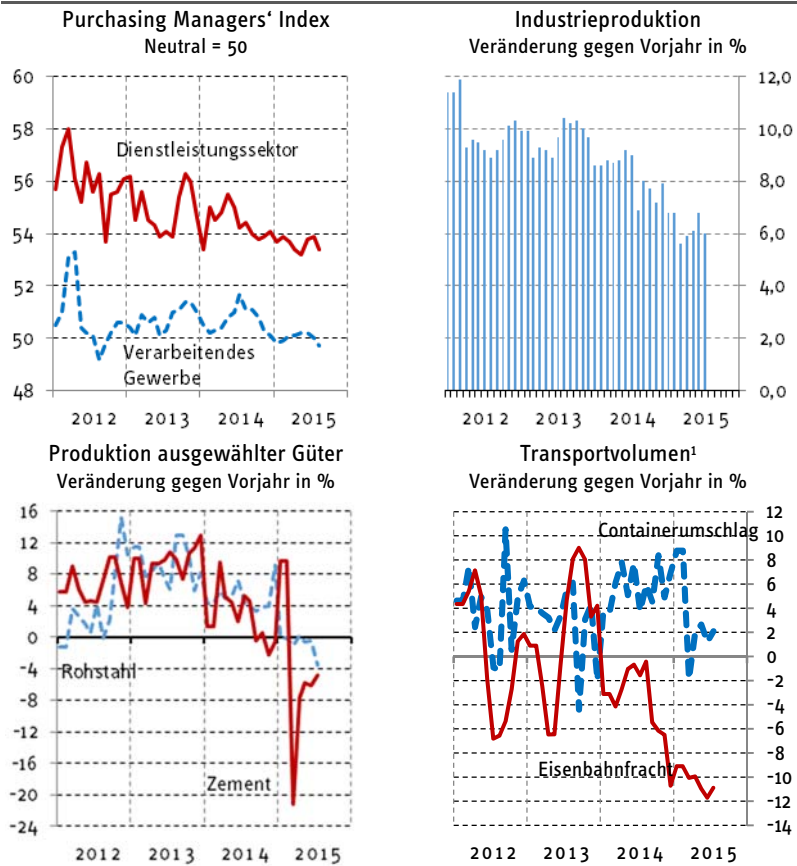 Purchasing Managers‘ Index
Neutral = 50
60
58
56
54
52
50
48
Dienstleistungssektor
Verarbeitendes
Gewerbe
2012 2013 2014 2015
Industrieproduktion
Veränderung gegen Vorjahr in %
12,0
10,0
8,0
6,0
4,0
2,0
0,0
2012 2013 2014 2015
Produktion ausgewählter Güter
Veränderung gegen Vorjahr in %
16
12
8
4
0
-4
-8
-12
-16
-20
-24
Rohstahl
Zement
2012 2013 2014 2015
Transportvolumen¹
Veränderung gegen Vorjahr in %
12
10
8
6
4
2
0
-2
-4
-6
-8
-10
-12
-14
Containerumschlag
Eisenbahnfracht
2012 2013 2014 2015